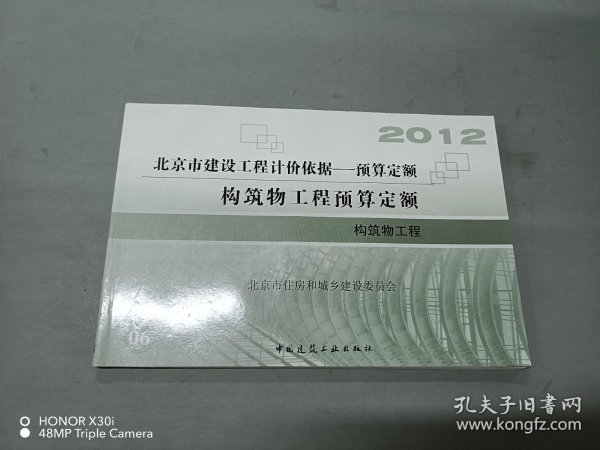 2012
北京市建设工程计价依据——预算定额
构筑物工程预算定额
构筑物工程
北京市住房和城乡建设委员会
06
中国建筑工业出版社
HONOR X30i
48MP Triple Camera
孔夫子旧书网
www.kongfz.com